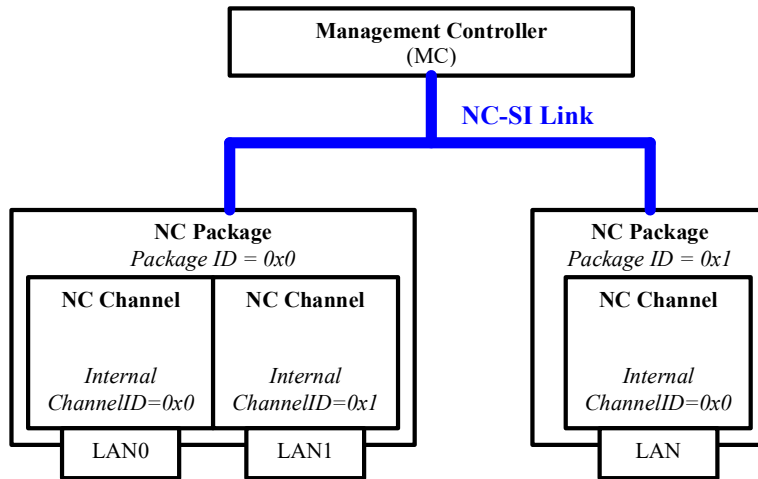 Management Controller
(MC)
NC-SI Link
NC Package
Package ID = 0x0
NC Channel
Internal
ChannelID=0x0
NC Channel
Internal
ChannelID=0x1
LAN0
LAN1
NC Package
Package ID = 0x1
NC Channel
Internal
ChannelID=0x0
LAN